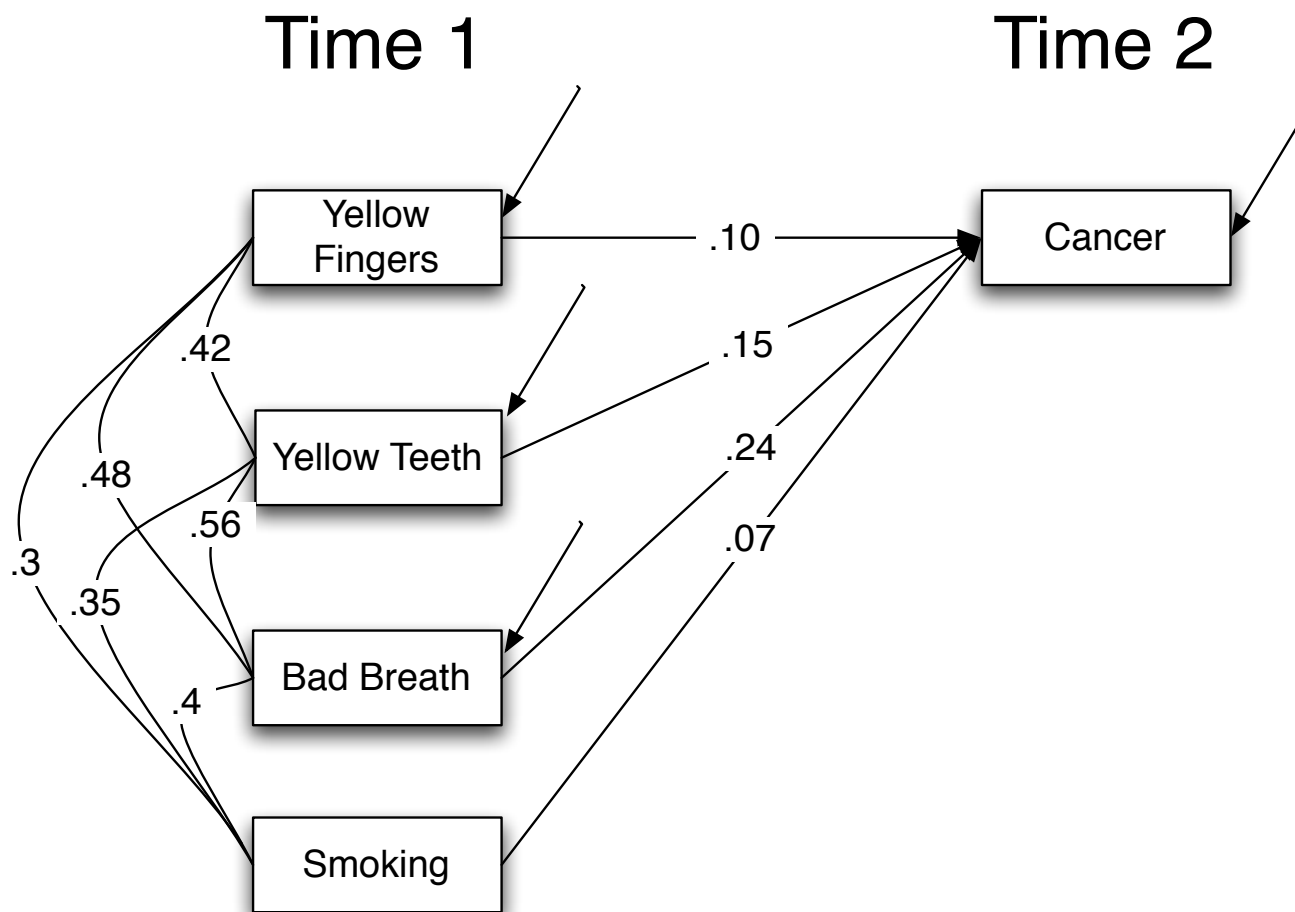 Time 1
Time 2
Yellow
Fingers
.10
Cancer
.42
.15
Yellow Teeth
.48
.24
.56
.07
.3
.35
Bad Breath
.4
Smoking